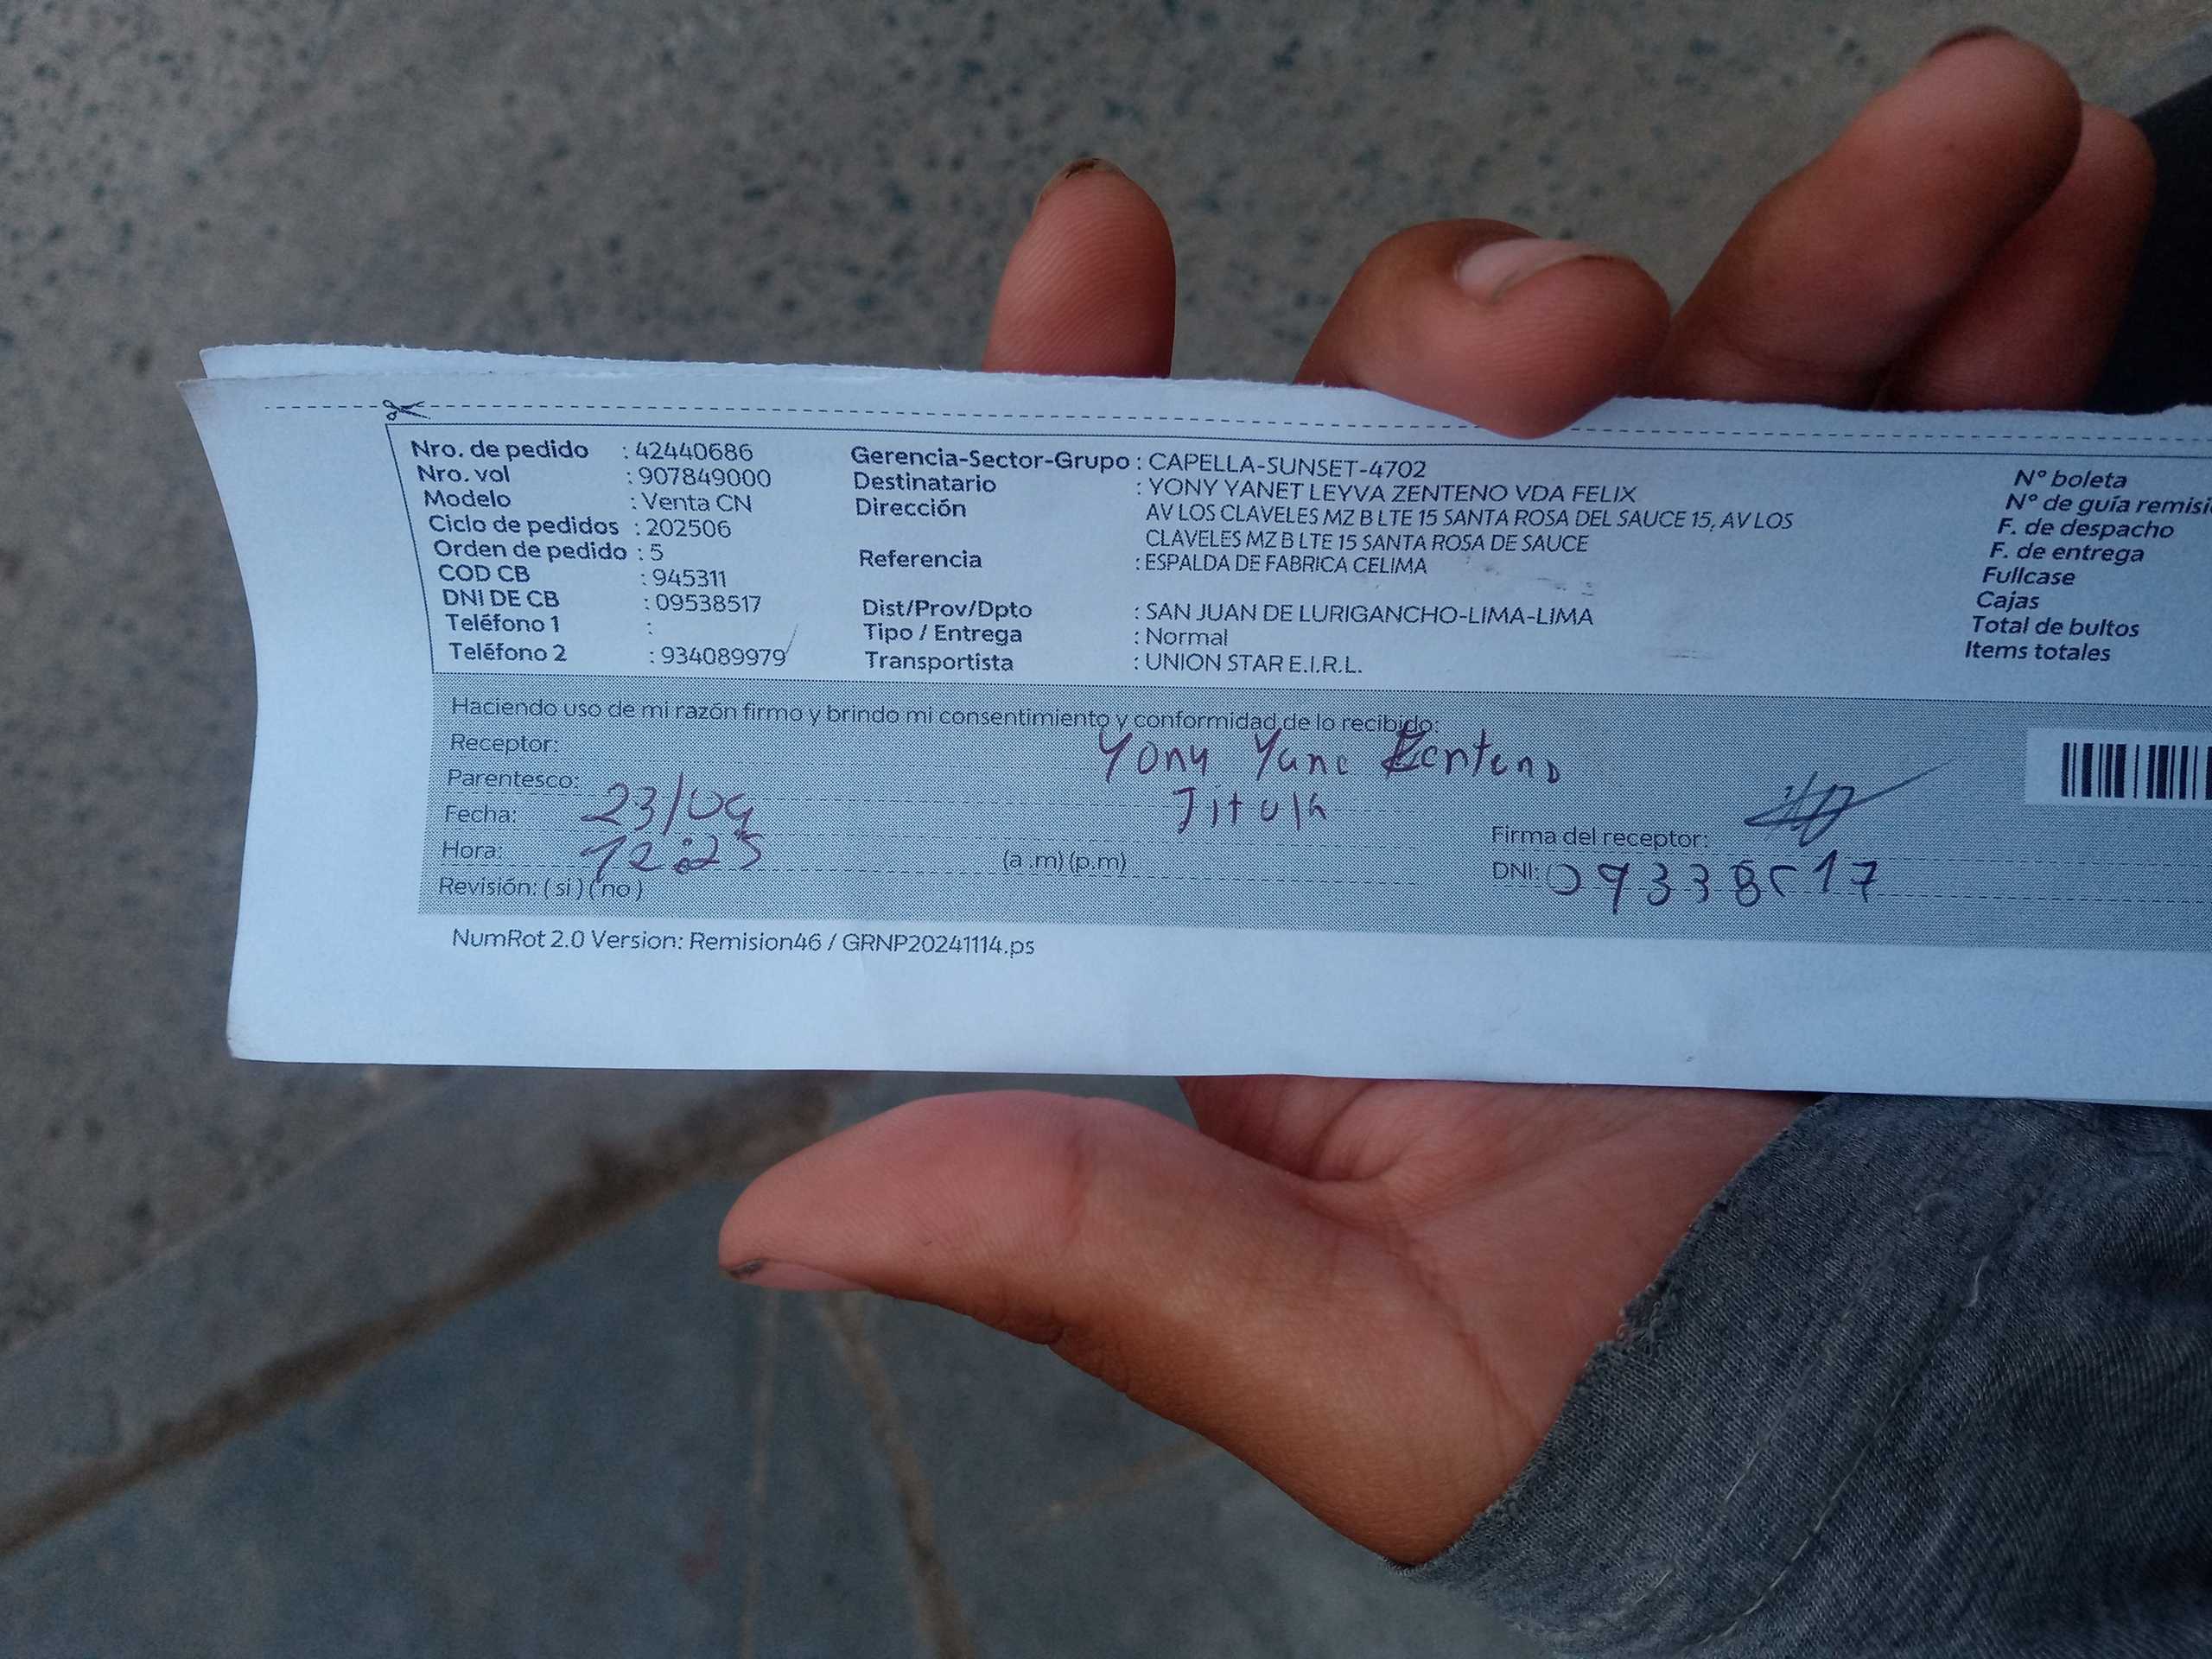 Nro. de pedido : 42440686
Nro. vol : 907849000
Modelo : Venta CN
Ciclo de pedidos : 202506
Orden de pedido : 5
COD CB : 945311
DNI DE CB : 09538517
Teléfono 1 :
Teléfono 2 : 934089979
Gerencia-Sector-Grupo : CAPELLA-SUNSET-4702
Destinatario : YONY YANET LEYVA ZENTENO VDA FELIX
Dirección AV LOS CLAVELES MZ B LTE 15 SANTA ROSA DEL SAUCE 15, AV LOS
CLAVELES MZ B LTE 15 SANTA ROSA DE SAUCE
Referencia : ESPALDA DE FABRICA CELIMA
Dist/Prov/Dpto : SAN JUAN DE LURIGANCHO-LIMA-LIMA
Tipo / Entrega : Normal
Transportista : UNION STAR E.I.R.L.
N° boleta
N° de guía remisi
F. de despacho
F. de entrega
Fullcase
Cajas
Total de bultos
Items totales
Haciendo uso de mi razón firmo y brindo mi consentimiento y conformidad de lo recibido:
Receptor: Yony Yane Zenteno
Parentesco: Titula
Fecha: 23/04
Hora: 12:25 (a .m) (p.m)
Revisión: ( si ) ( no )
Firma del receptor:
DNI: 09338517
NumRot 2.0 Version: Remision46 / GRNP20241114.ps